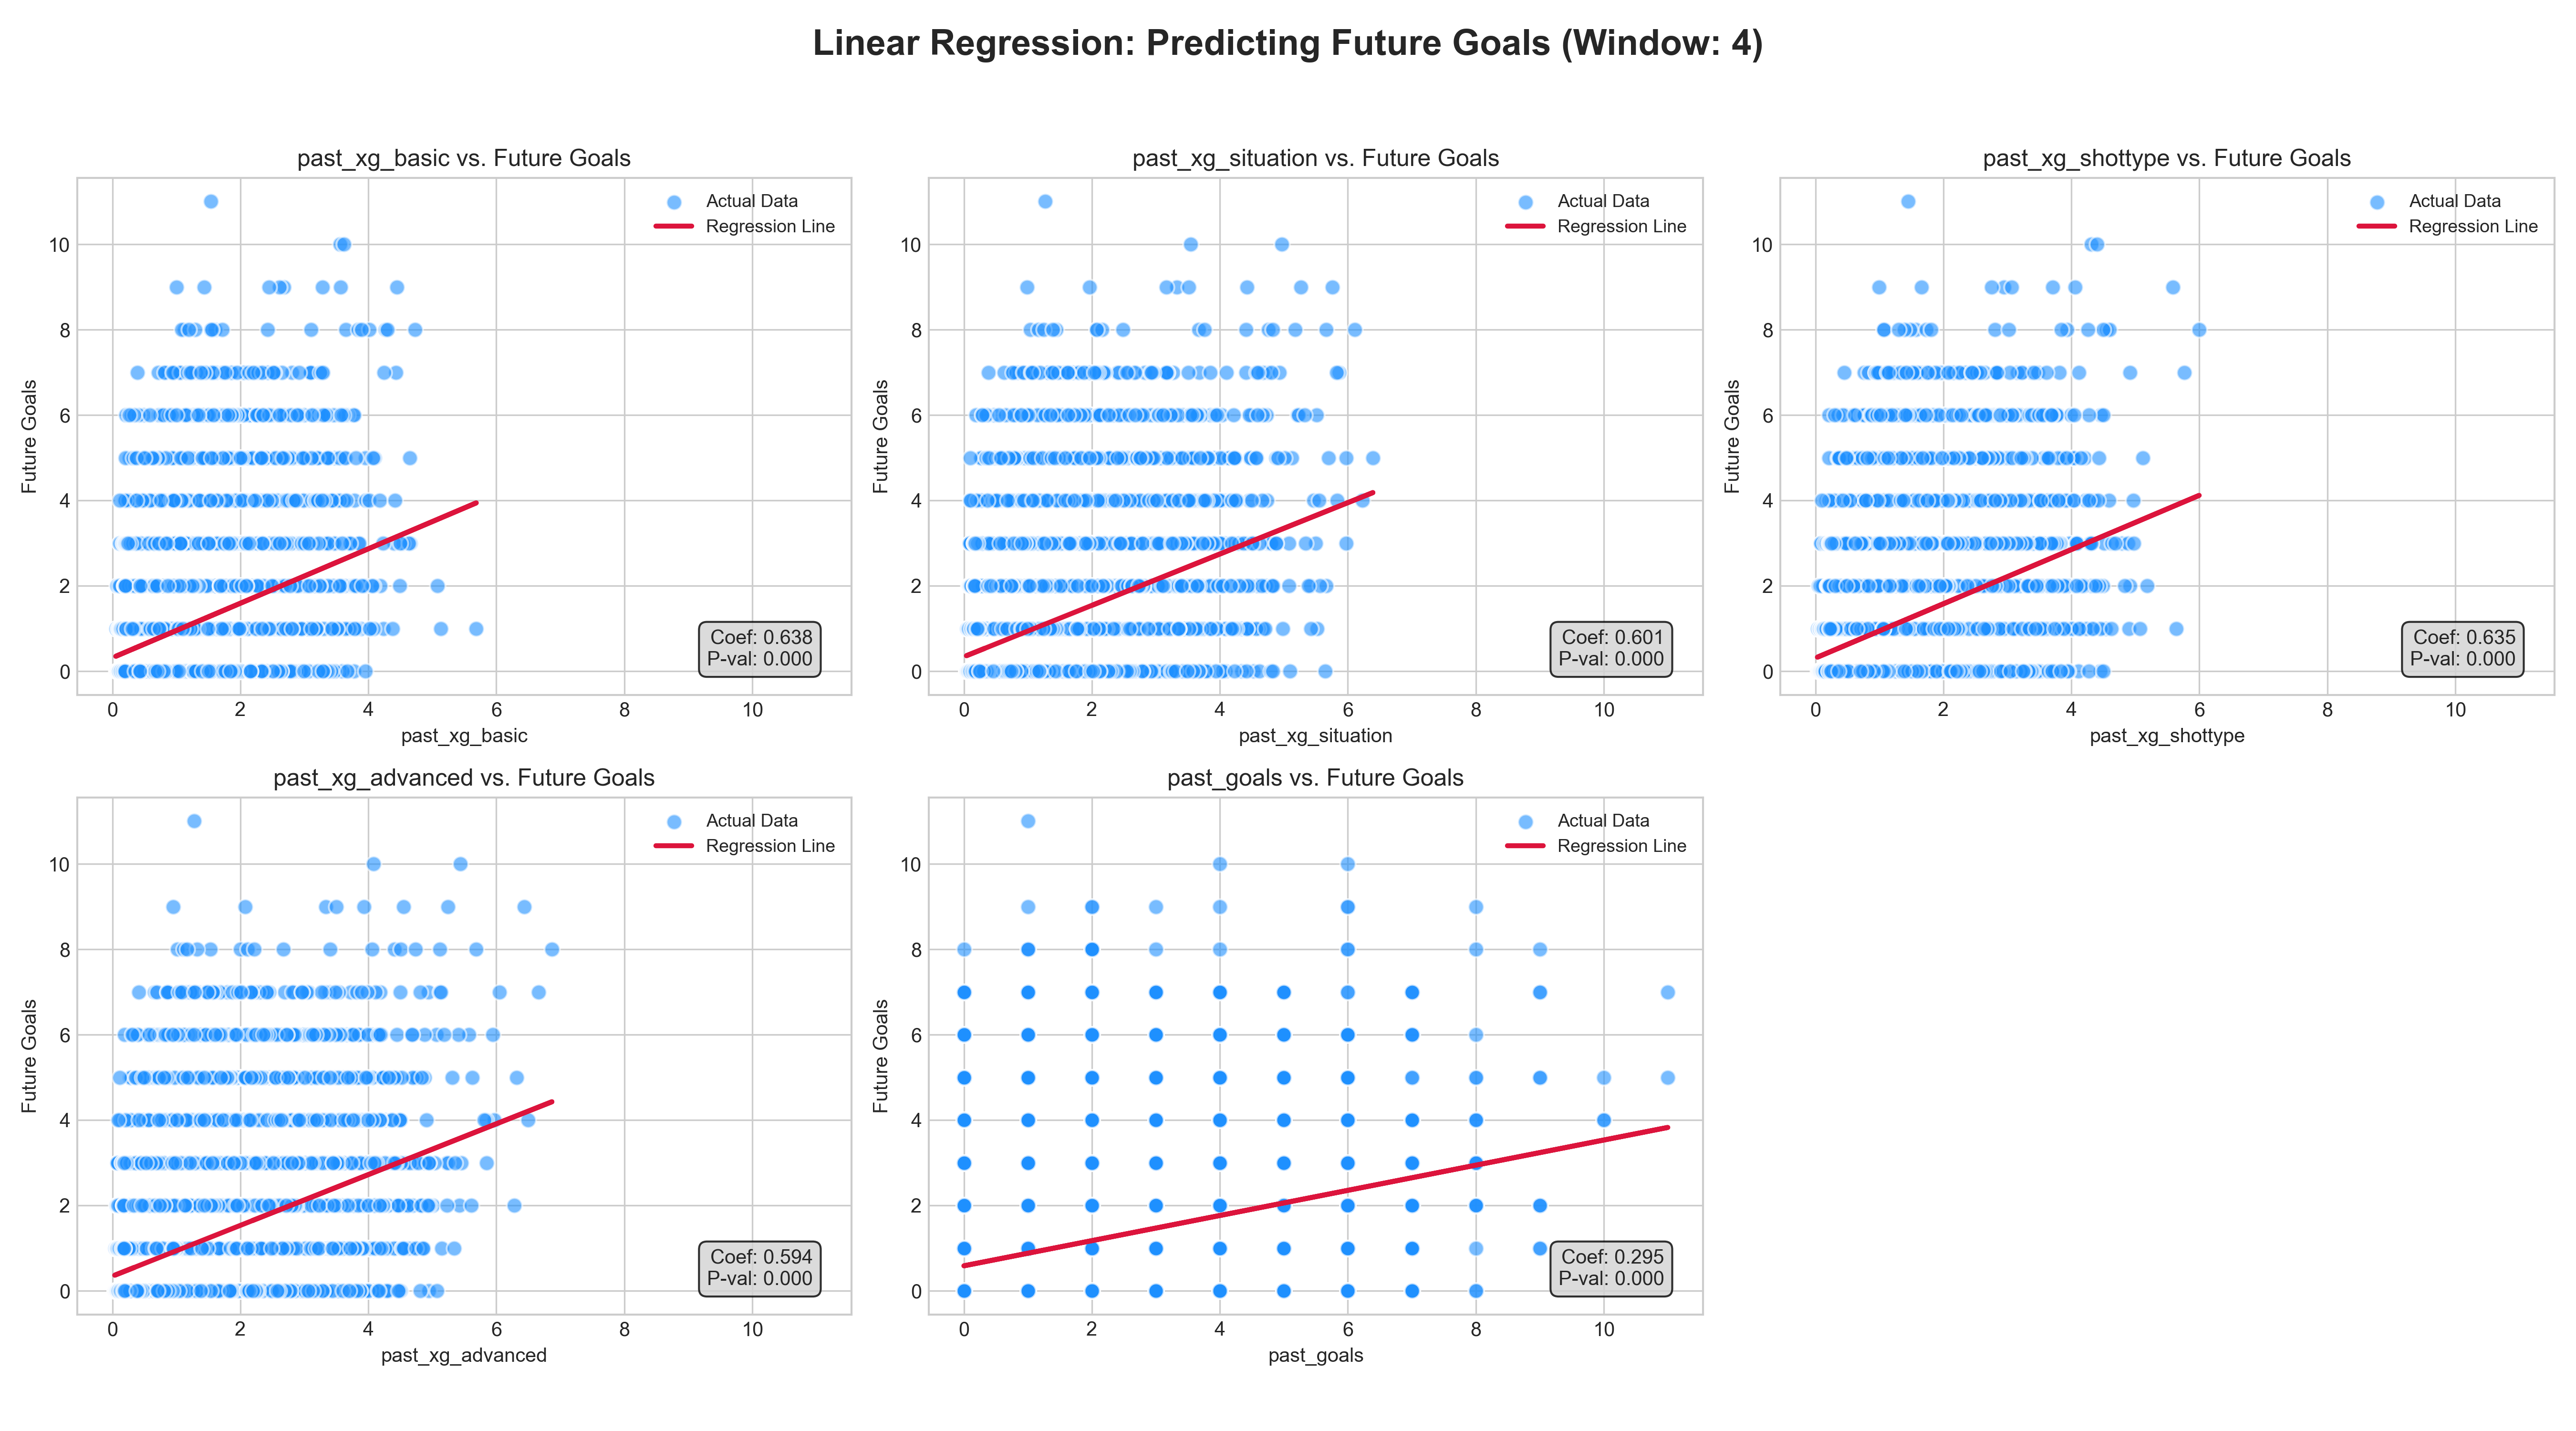 Linear Regression: Predicting Future Goals (Window: 4)
past_xg_basic vs. Future Goals
Actual Data
Regression Line
10
8
6
4
2
0
Future Goals
Coef: 0.638
P-val: 0.000
0 2 4 6 8 10
past_xg_basic
past_xg_situation vs. Future Goals
Actual Data
Regression Line
10
8
6
4
2
0
Future Goals
Coef: 0.601
P-val: 0.000
0 2 4 6 8 10
past_xg_situation
past_xg_shottype vs. Future Goals
Actual Data
Regression Line
10
8
6
4
2
0
Future Goals
Coef: 0.635
P-val: 0.000
0 2 4 6 8 10
past_xg_shottype
past_xg_advanced vs. Future Goals
Actual Data
Regression Line
10
8
6
4
2
0
Future Goals
Coef: 0.594
P-val: 0.000
0 2 4 6 8 10
past_xg_advanced
past_goals vs. Future Goals
Actual Data
Regression Line
10
8
6
4
2
0
Future Goals
Coef: 0.295
P-val: 0.000
0 2 4 6 8 10
past_goals